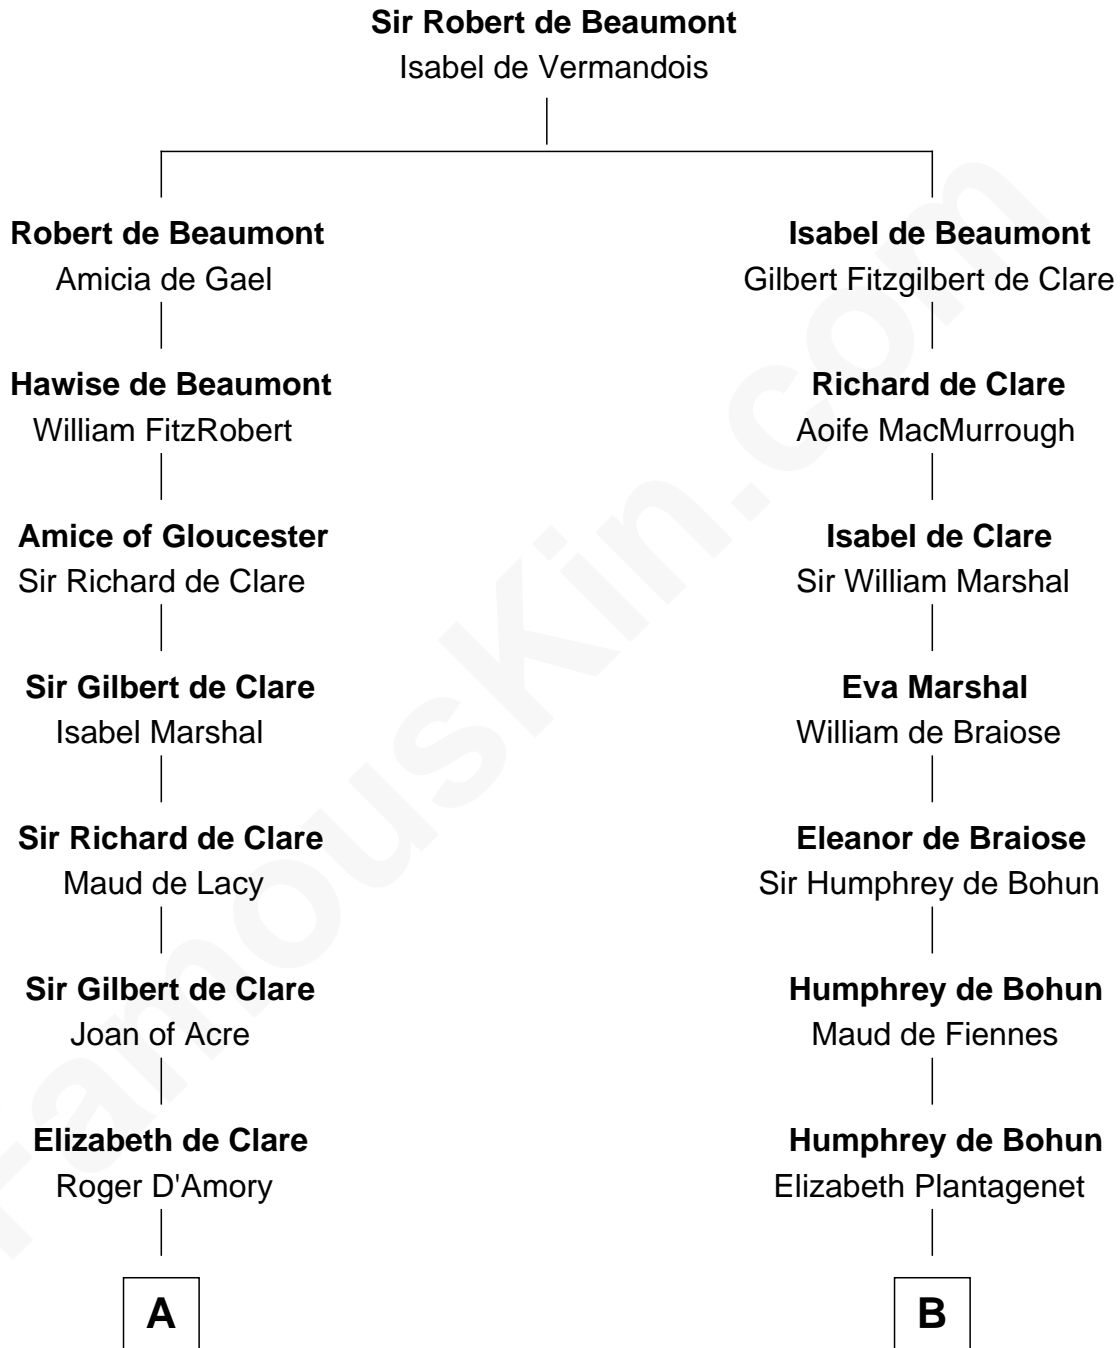 Sir Robert de Beaumont
Isabel de Vermandois
Robert de Beaumont
Amicia de Gael
Isabel de Beaumont
Gilbert Fitzgilbert de Clare
Hawise de Beaumont
William FitzRobert
Richard de Clare
Aoife MacMurrough
Amice of Gloucester
Sir Richard de Clare
Isabel de Clare
Sir William Marshal
Sir Gilbert de Clare
Isabel Marshal
Eva Marshal
William de Braiose
Sir Richard de Clare
Maud de Lacy
Eleanor de Braiose
Sir Humphrey de Bohun
Sir Gilbert de Clare
Joan of Acre
Humphrey de Bohun
Maud de Fiennes
Elizabeth de Clare
Roger D'Amory
Humphrey de Bohun
Elizabeth Plantagenet
A
B
FamousKin.com